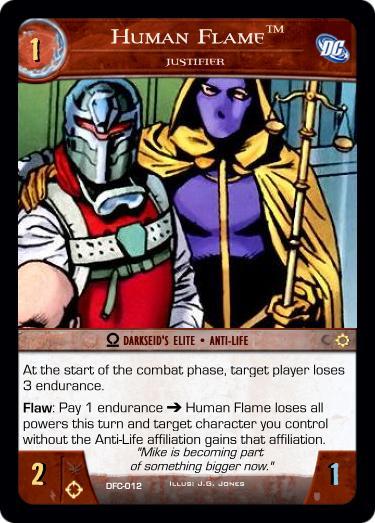 1
HUMAN FLAME™
JUSTIFIER
DC
DARKSEID'S ELITE • ANTI-LIFE
At the start of the combat phase, target player loses
3 endurance.
Flaw: Pay 1 endurance ➔ Human Flame loses all
powers this turn and target character you control
without the Anti-Life affiliation gains that affiliation.
"Mike is becoming part
of something bigger now."
2
DFC-012
ILLUS: J.G. JONES
1